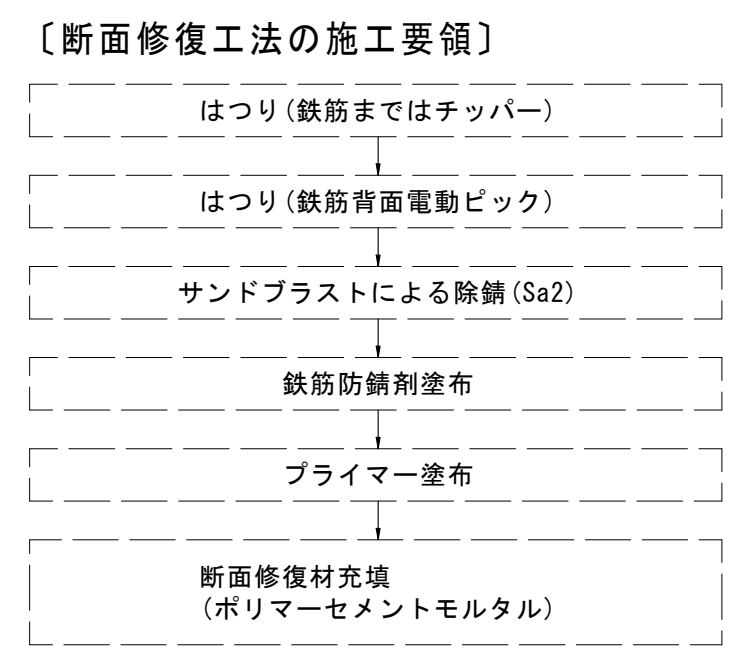 〔断面修復工法の施工要領〕
はつり(鉄筋まではチッパー)
はつり(鉄筋背面電動ピック)
サンドブラストによる除錆(Sa2)
鉄筋防錆剤塗布
プライマー塗布
断面修復材充填
(ポリマーセメントモルタル)